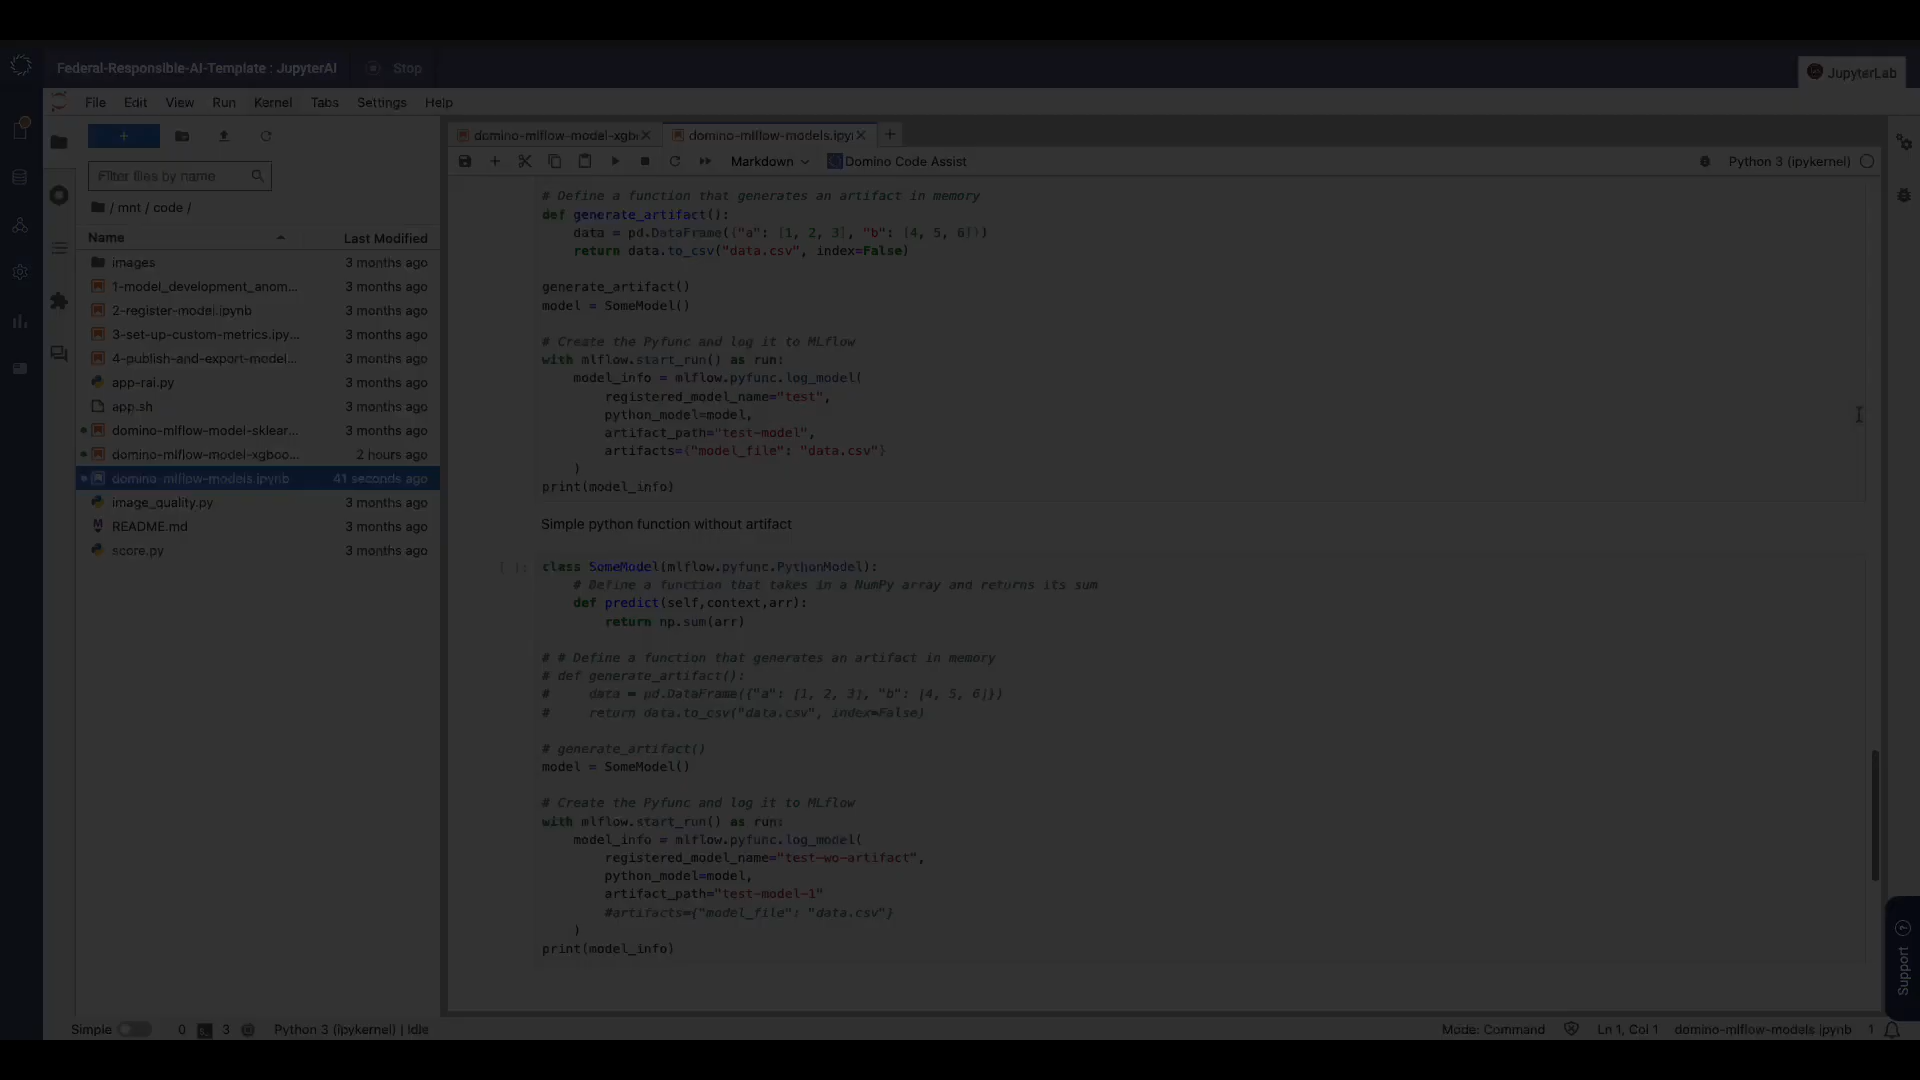 Federal-Responsible-AI-Template : JupyterAI
Stop
JupyterLab
File Edit View Run Kernel Tabs Settings Help
+
Filter files by name
/ mnt / code /
Name Last Modified
images 3 months ago
1-model_development_anom... 3 months ago
2-register-model.ipynb 3 months ago
3-set-up-custom-metrics.ipy... 3 months ago
4-publish-and-export-model... 3 months ago
app-rai.py 3 months ago
app.sh 3 months ago
domino-mlflow-model-sklear... 3 months ago
domino-mlflow-model-xgboo... 2 hours ago
domino-mlflow-models.ipynb 41 seconds ago
image_quality.py 3 months ago
README.md 3 months ago
score.py 3 months ago
domino-mlflow-model-xgb
domino-mlflow-models.ipy
Markdown
Domino Code Assist
Python 3 (ipykernel)
# Define a function that generates an artifact in memory
def generate_artifact():
data = pd.DataFrame({"a": [1, 2, 3], "b": [4, 5, 6]})
return data.to_csv("data.csv", index=False)
generate_artifact()
model = SomeModel()
# Create the Pyfunc and log it to MLflow
with mlflow.start_run() as run:
model_info = mlflow.pyfunc.log_model(
registered_model_name="test",
python_model=model,
artifact_path="test-model",
artifacts={"model_file": "data.csv"}
)
print(model_info)
Simple python function without artifact
[ ]:
class SomeModel(mlflow.pyfunc.PythonModel):
# Define a function that takes in a NumPy array and returns its sum
def predict(self,context,arr):
return np.sum(arr)
# # Define a function that generates an artifact in memory
# def generate_artifact():
# data = pd.DataFrame({"a": [1, 2, 3], "b": [4, 5, 6]})
# return data.to_csv("data.csv", index=False)
# generate_artifact()
model = SomeModel()
# Create the Pyfunc and log it to MLflow
with mlflow.start_run() as run:
model_info = mlflow.pyfunc.log_model(
registered_model_name="test-wo-artifact",
python_model=model,
artifact_path="test-model-1"
#artifacts={"model_file": "data.csv"}
)
print(model_info)
Support
Simple 0 3 Python 3 (ipykernel) | Idle
Mode: Command Ln 1, Col 1 domino-mlflow-models.ipynb 1